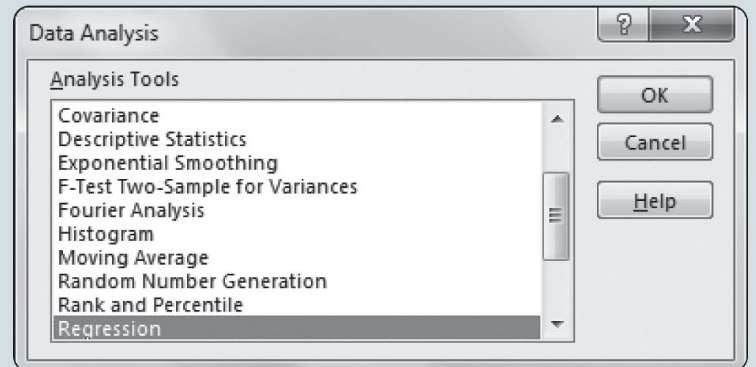 Data Analysis
?
Analysis Tools
Covariance
Descriptive Statistics
Exponential Smoothing
F-Test Two-Sample for Variances
Fourier Analysis
Histogram
Moving Average
Random Number Generation
Rank and Percentile
Regression
OK
Cancel
Help